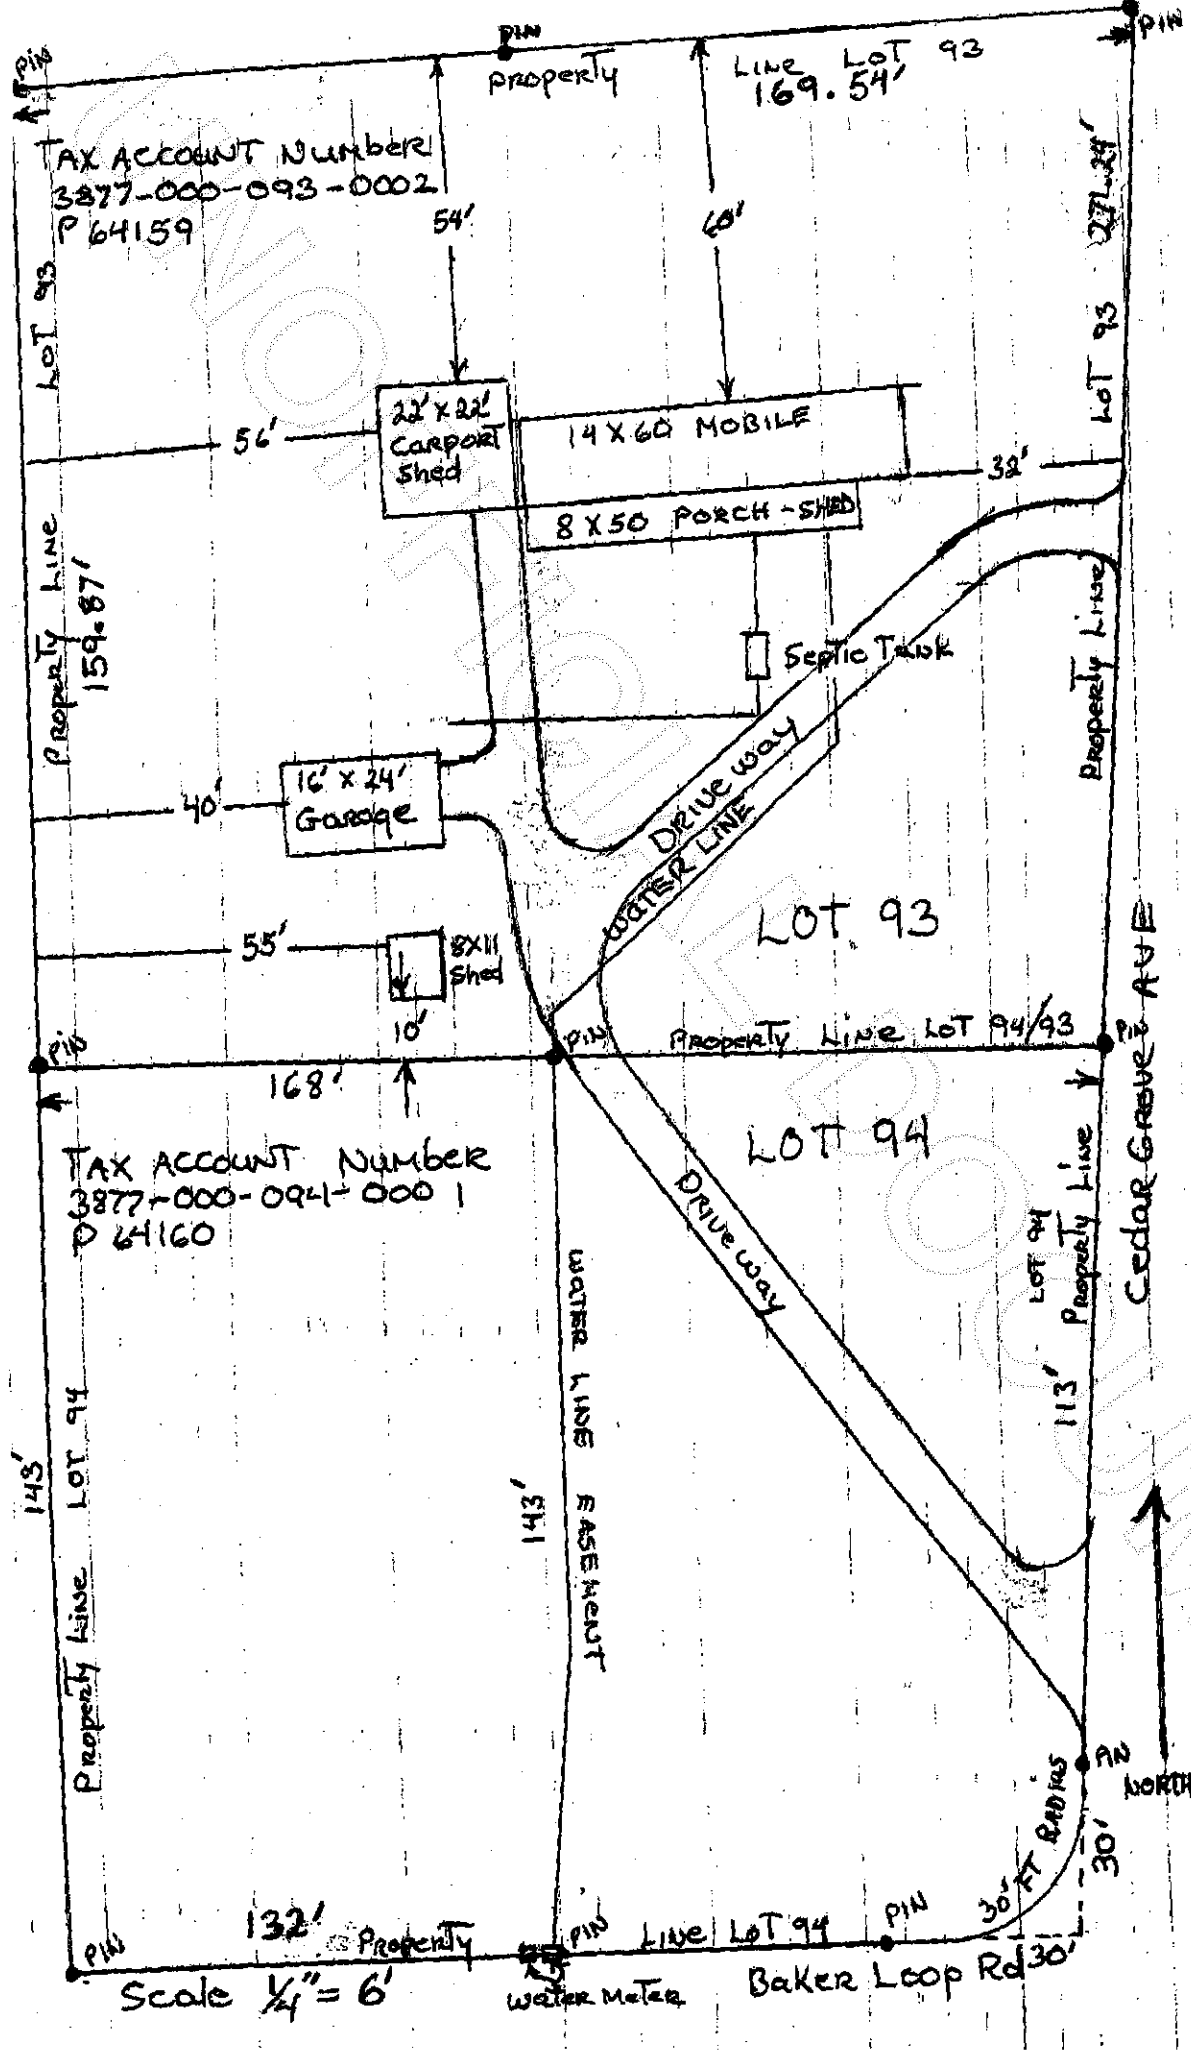 PIN
PIN
PIN
Property
Line Lot 93
169.54'
TAX ACCOUNT Number
3877-000-093-0002
P 64159
54'
60'
Lot 93
Property Line
159.87'
Lot 93
Property Line
56'
22' X 22'
Carport
Shed
14 X 60 MOBILE
32'
8 X 50 PORCH - SHED
Septic Tank
40'
16' X 24'
Garage
Drive way
WATER LINE
55'
8X11
Shed
10'
LOT 93
PIN
PIN
Property Line Lot 94/93
PIN
168'
Cedar Grove AVE
TAX ACCOUNT Number
3877-000-094-0001
P 64160
LOT 94
Drive way
LOT 94
Property Line
113'
WATER LINE EASEMENT
143'
143'
Property Line Lot 94
NORTH
30' FT RADIUS
30'
PIN
132'
Property
PIN
Line Lot 94
PIN
30'
Scale 1/4" = 6'
Water Meter
Baker Loop Rd